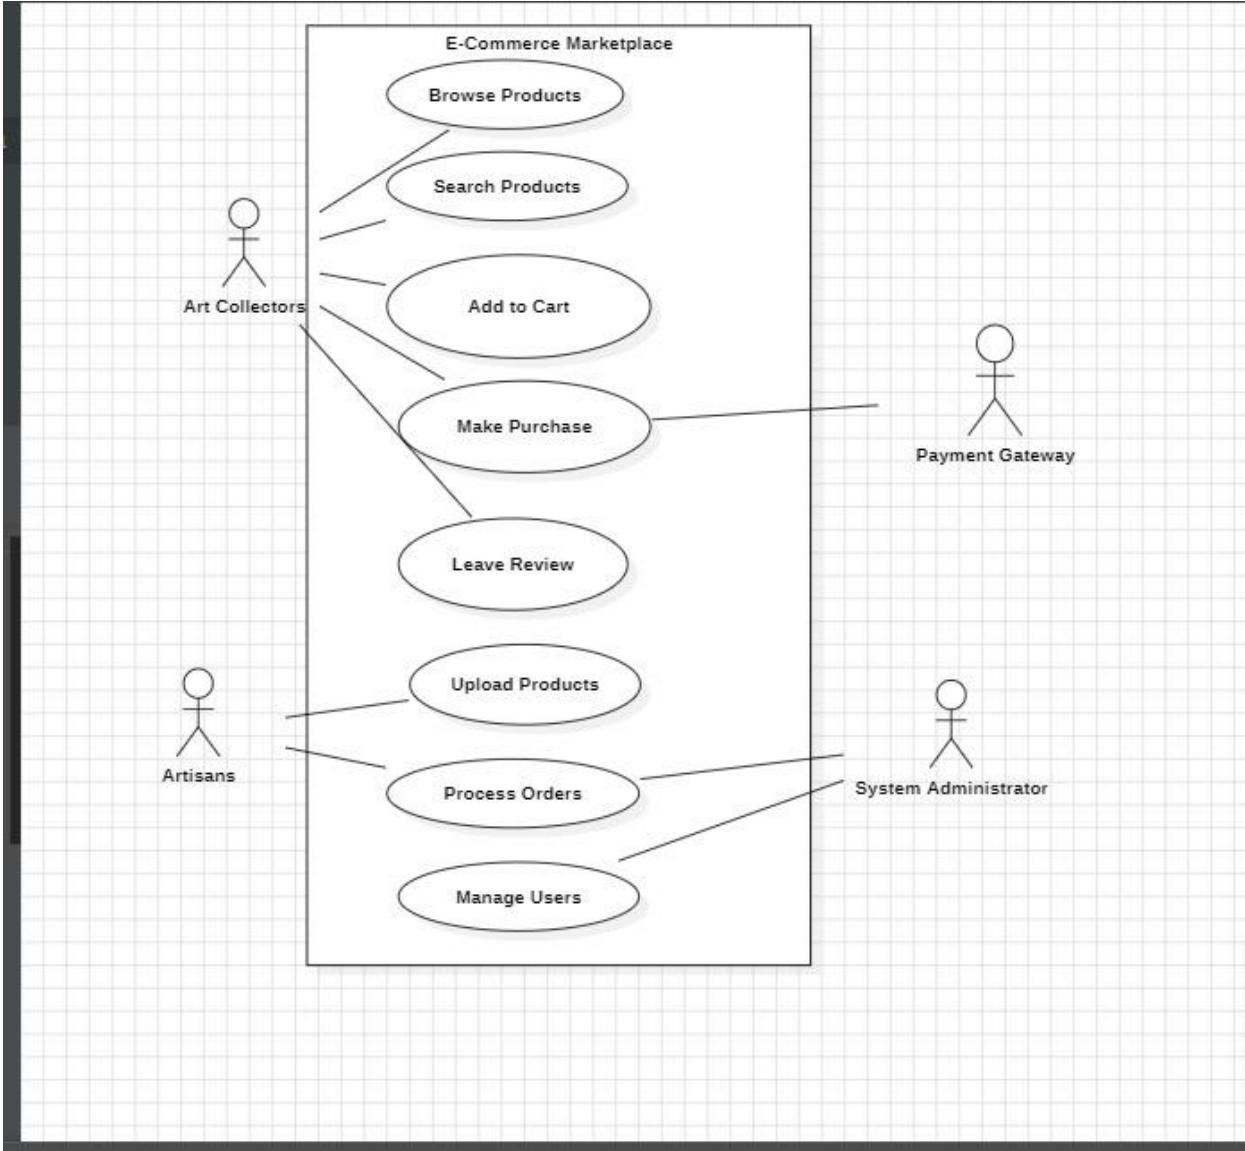 E-Commerce Marketplace
Browse Products
Search Products
Art Collectors
Add to Cart
Make Purchase
Payment Gateway
Leave Review
Upload Products
Artisans
Process Orders
System Administrator
Manage Users